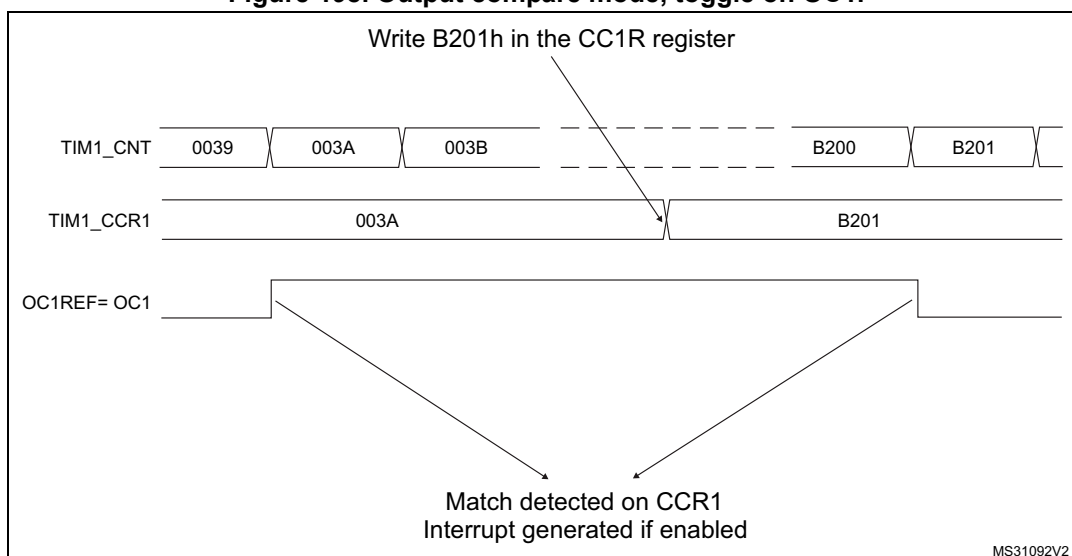 Write B201h in the CC1R register
TIM1_CNT 0039 003A 003B B200 B201
TIM1_CCR1 003A B201
OC1REF= OC1
Match detected on CCR1
Interrupt generated if enabled
MS31092V2